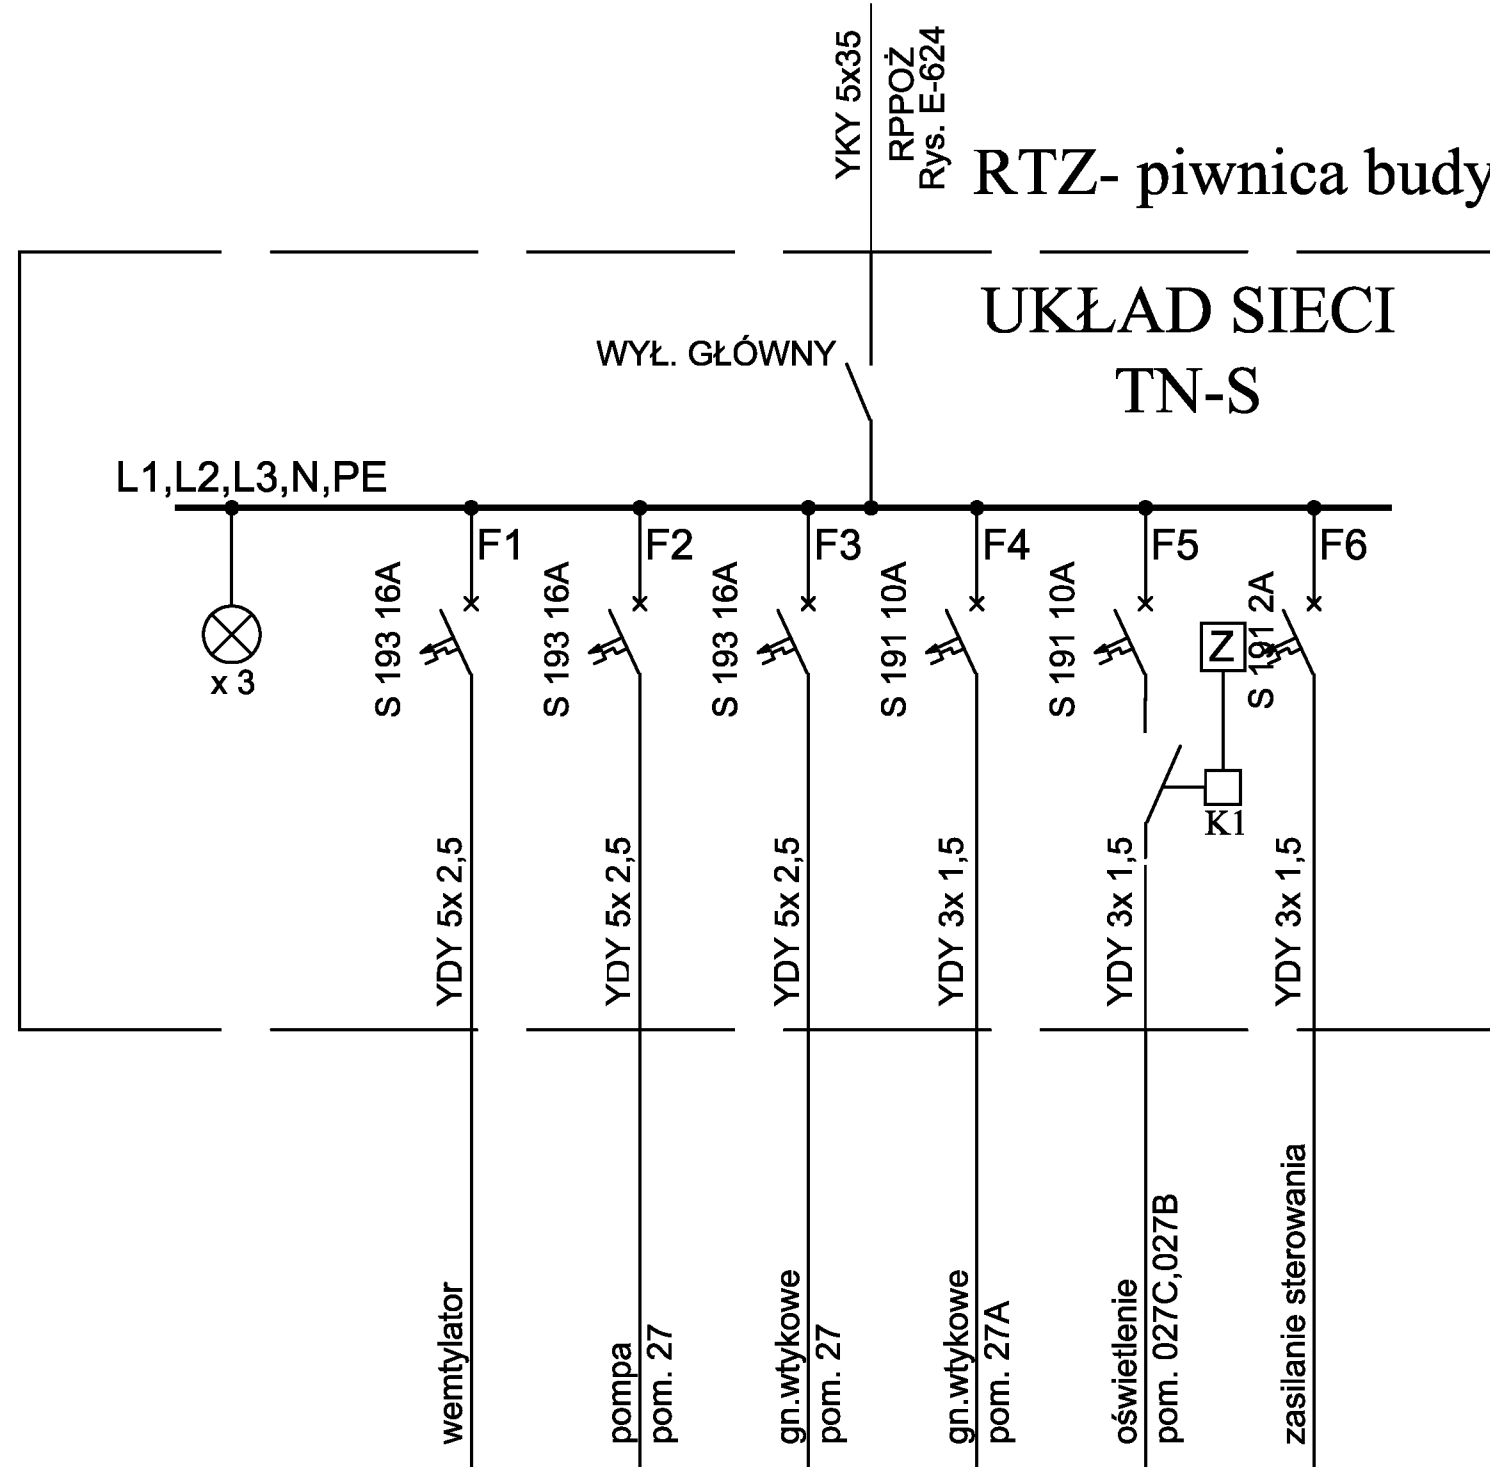 YKY 5x35
RPPOŻ
Rys. E-624
RTZ- piwnica budy
UKŁAD SIECI
TN-S
WYŁ. GŁÓWNY
L1,L2,L3,N,PE
F1
F2
F3
F4
F5
F6
S 193 16A
S 193 16A
S 193 16A
S 191 10A
S 191 10A
S 191 2A
x 3
Z
K1
YDY 5x 2,5
YDY 5x 2,5
YDY 5x 2,5
YDY 3x 1,5
YDY 3x 1,5
YDY 3x 1,5
wemtylator
pompa
pom. 27
gn.wtykowe
pom. 27
gn.wtykowe
pom. 27A
oświetlenie
pom. 027C,027B
zasilanie sterowania